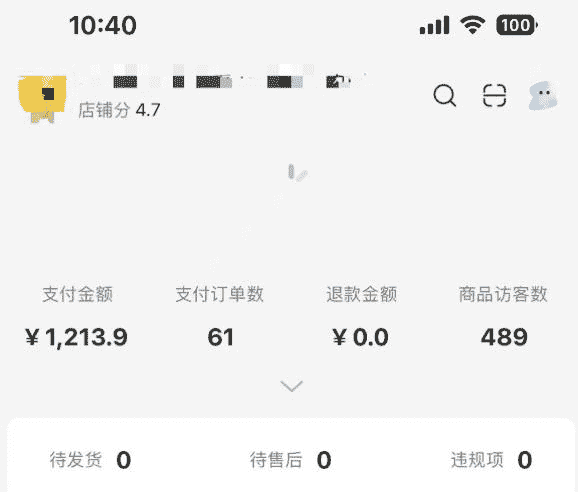 10:40
100
店铺分 4.7
支付金额 支付订单数 退款金额 商品访客数
¥1,213.9 61 ¥0.0 489
待发货 0 待售后 0 违规项 0